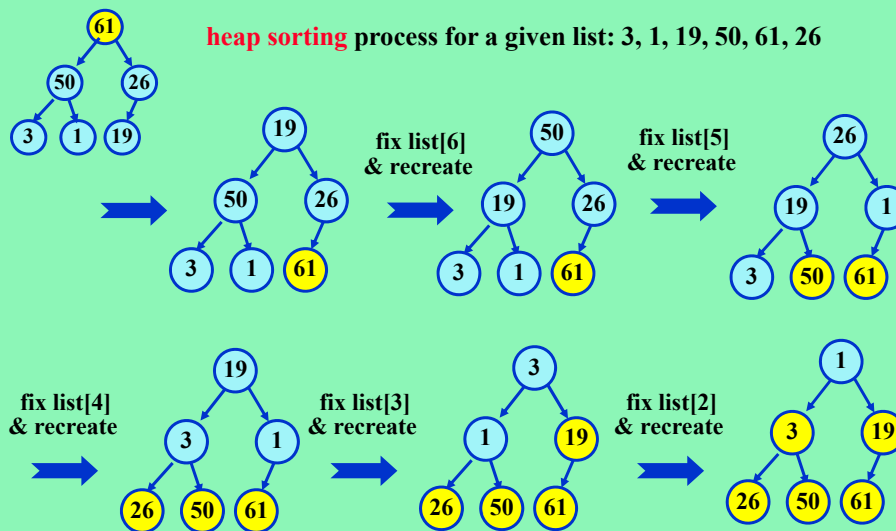 heap sorting process for a given list: 3, 1, 19, 50, 61, 26
61
50 26
3 1 19
19
50 26
3 1 61
fix list[6]
& recreate
50
19 26
3 1 61
fix list[5]
& recreate
26
19 1
3 50 61
fix list[4]
& recreate
19
3 1
26 50 61
fix list[3]
& recreate
3
1 19
26 50 61
fix list[2]
& recreate
1
3 19
26 50 61